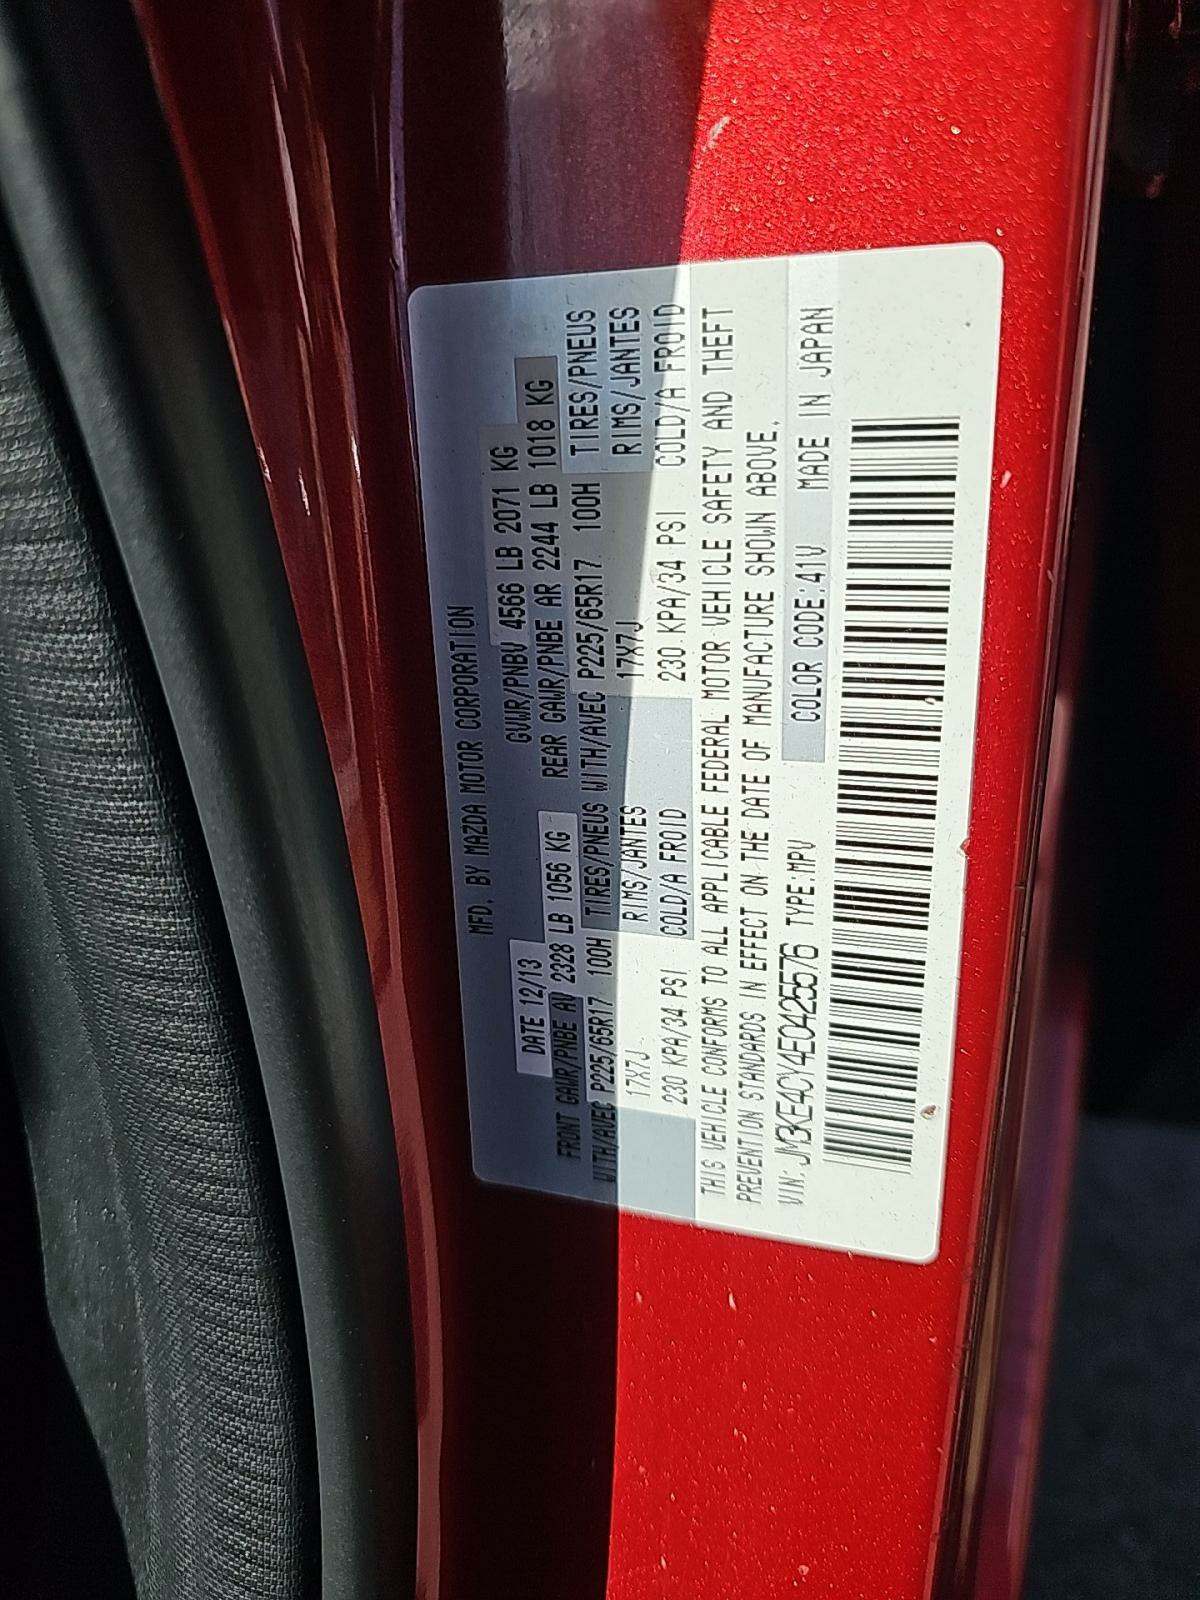 MFD. BY MAZDA MOTOR CORPORATION
DATE 12/13 GVWR/PNBV 4566 LB 2071 KG
FRONT GAWR/PNBE AV 2328 LB 1056 KG REAR GAWR/PNBE AR 2244 LB 1018 KG
WITH/AVEC P225/65R17 100H TIRES/PNEUS WITH/AVEC P225/65R17 100H TIRES/PNEUS
17X7J RIMS/JANTES 17X7J RIMS/JANTES
230 KPA/34 PSI COLD/A FROID 230 KPA/34 PSI COLD/A FROID
THIS VEHICLE CONFORMS TO ALL APPLICABLE FEDERAL MOTOR VEHICLE SAFETY AND THEFT
PREVENTION STANDARDS IN EFFECT ON THE DATE OF MANUFACTURE SHOWN ABOVE.
VIN: JM3KE4CY4E0425576 TYPE:MPV COLOR CODE:41V MADE IN JAPAN